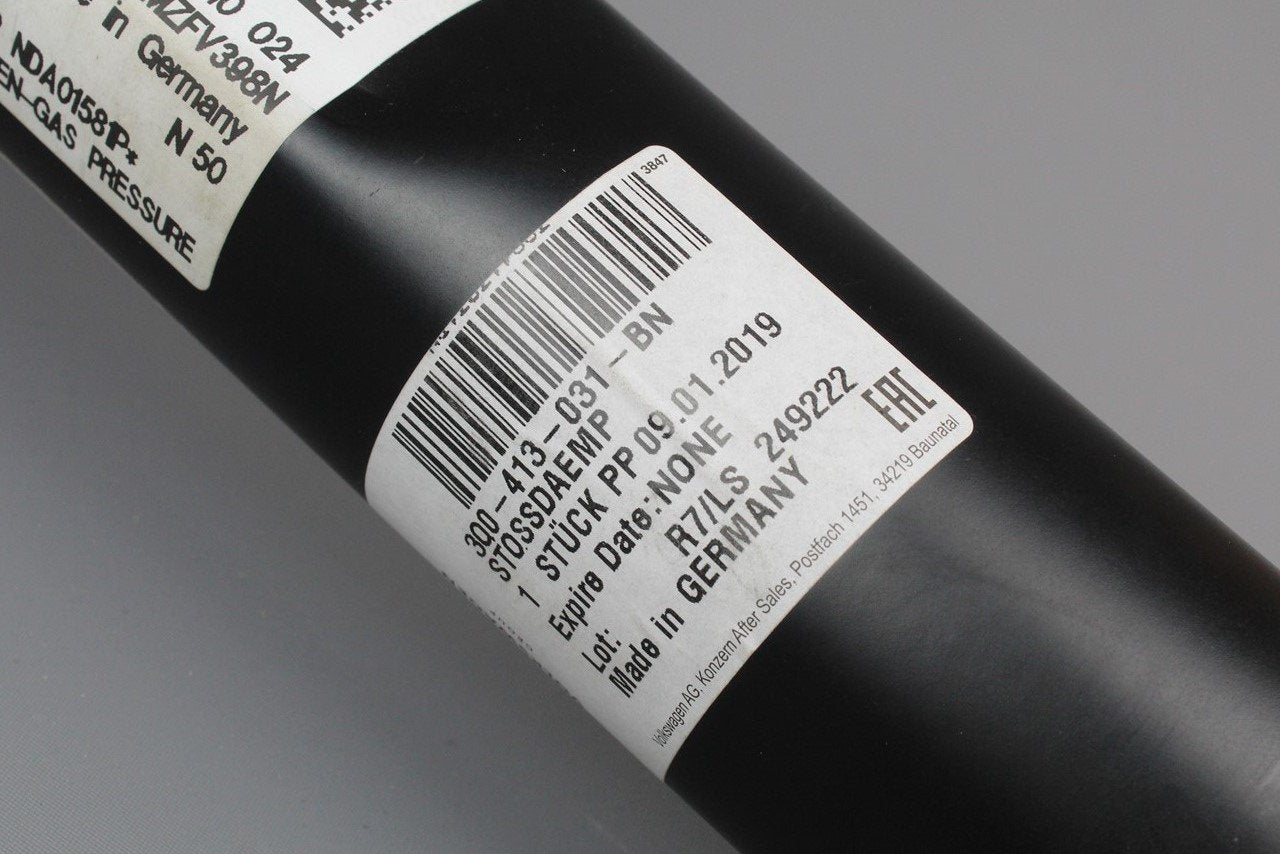 024
MZFV398N
in Germany
N 50
NDA01581P*
EN-GAS PRESSURE
3847
3Q0-413-031-BN
STOSSDAEMP
1 STÜCK PP 09.01.2019
Expire Date:NONE
R7/LS 249222
Lot:
Made in GERMANY
EAC
Volkswagen AG. Konzern After Sales, Postfach 1451, 34219 Baunatal